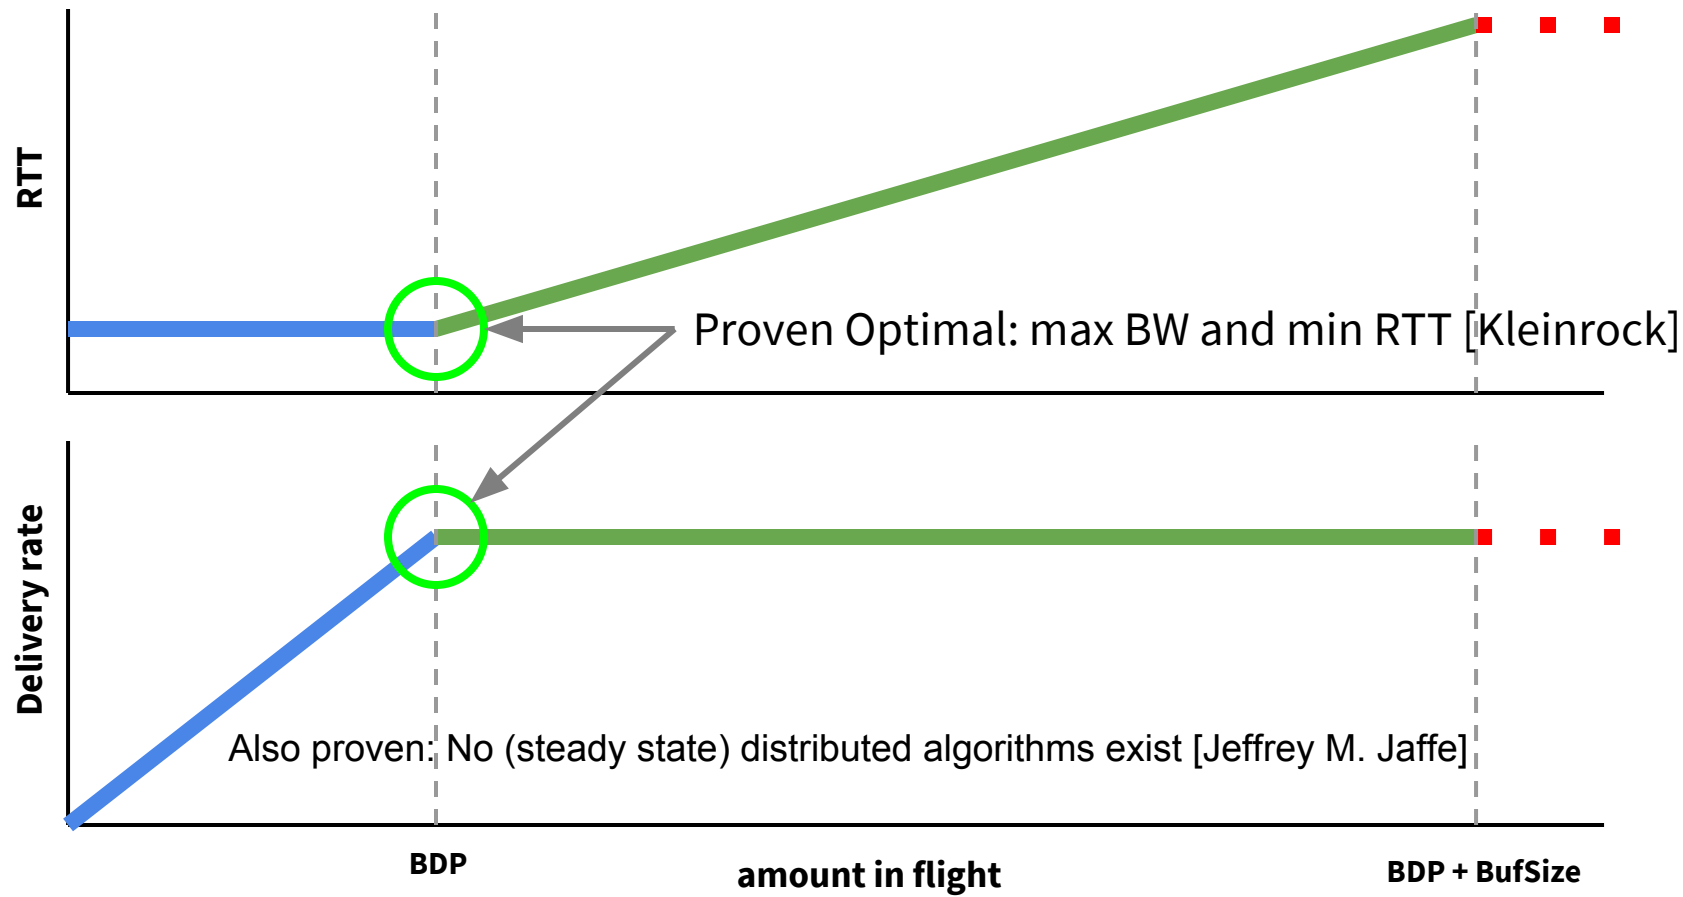 RTT
Proven Optimal: max BW and min RTT [Kleinrock]
Delivery rate
Also proven: No (steady state) distributed algorithms exist [Jeffrey M. Jaffe]
BDP
amount in flight
BDP + BufSize